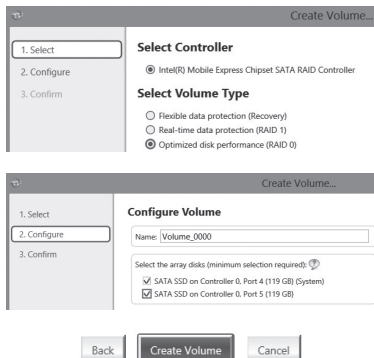 Create Volume...
1. Select
2. Configure
3. Confirm
Select Controller
Intel(R) Mobile Express Chipset SATA RAID Controller
Select Volume Type
Flexible data protection (Recovery)
Real-time data protection (RAID 1)
Optimized disk performance (RAID 0)
Create Volume...
1. Select
2. Configure
3. Confirm
Configure Volume
Name: Volume_0000
Select the array disks (minimum selection required): ?
SATA SSD on Controller 0, Port 4 (119 GB) (System)
SATA SSD on Controller 0, Port 5 (119 GB)
Back
Create Volume
Cancel